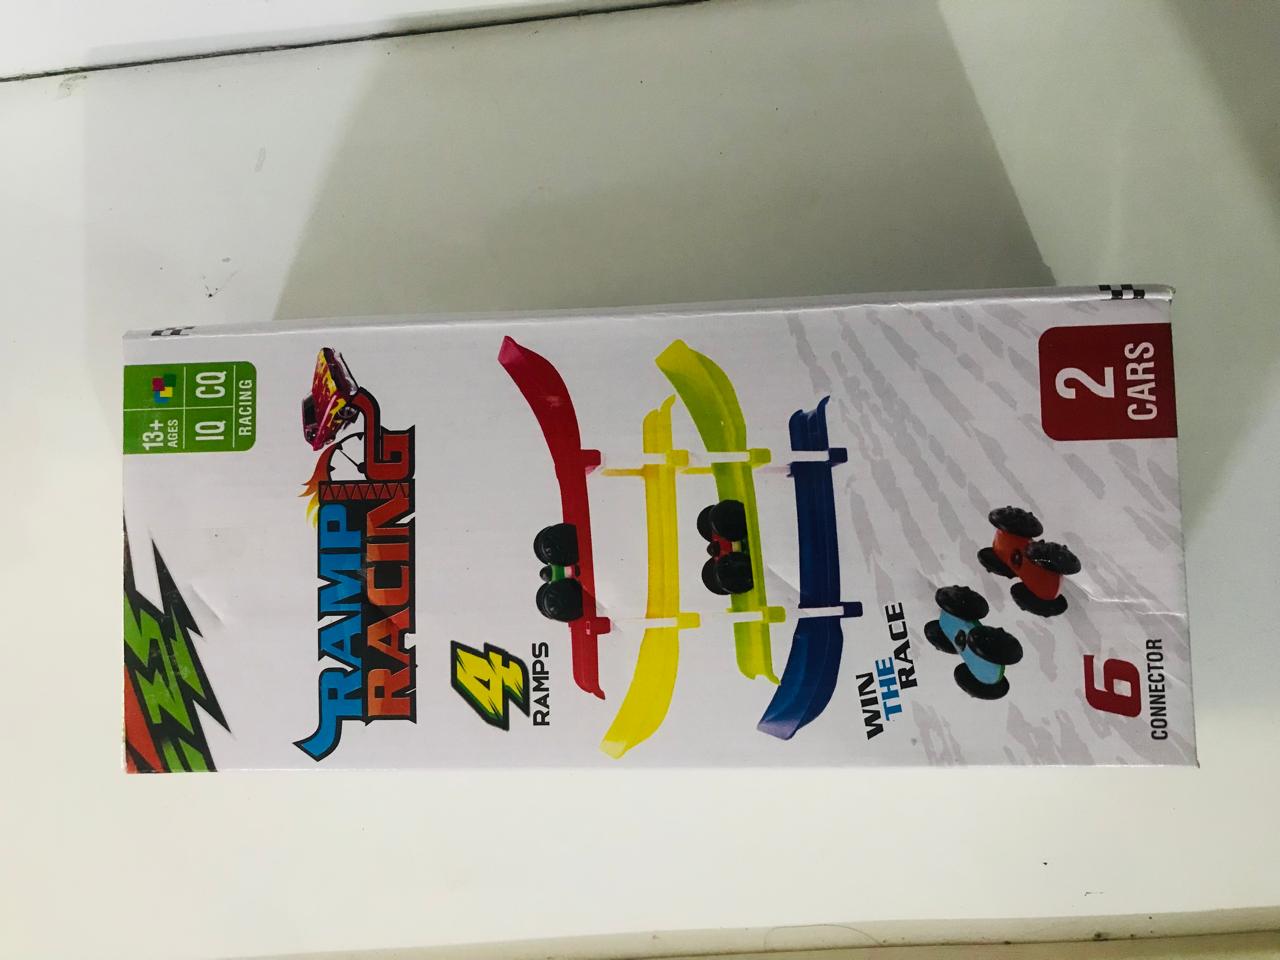 13+
AGES
IQ
CQ
RACING
RAMP
RACING
4
RAMPS
WIN
THE
RACE
6
CONNECTOR
2
CARS